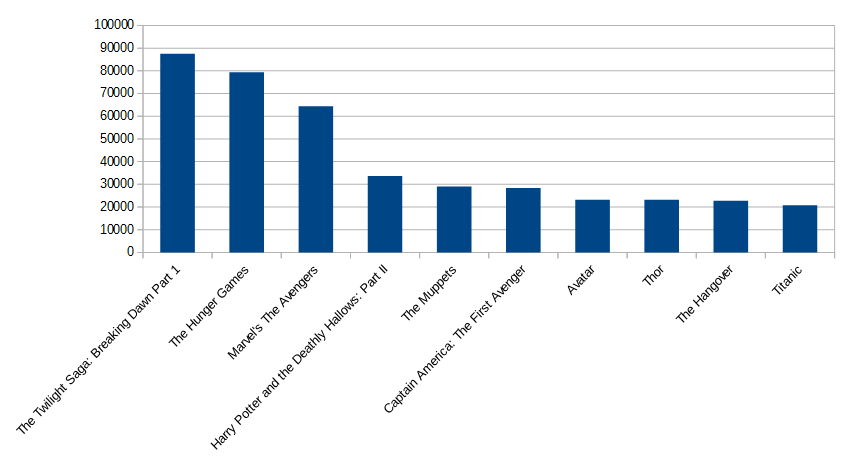 100000
90000
80000
70000
60000
50000
40000
30000
20000
10000
0
The Twilight Saga: Breaking Dawn Part 1
The Hunger Games
Marvel's The Avengers
Harry Potter and the Deathly Hallows: Part II
The Muppets
Captain America: The First Avenger
Avatar
Thor
The Hangover
Titanic